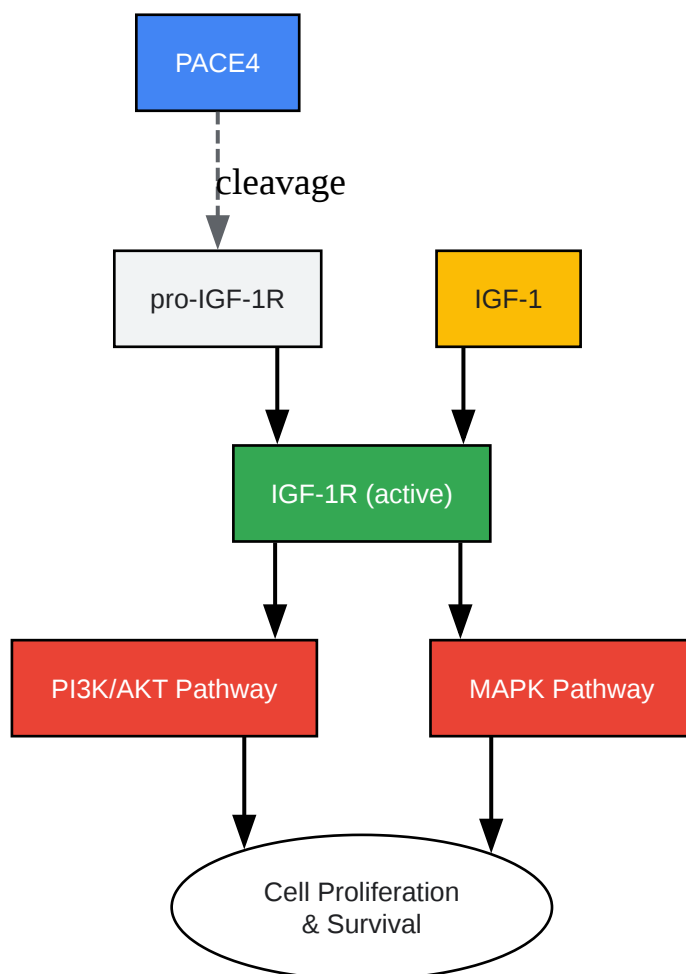 PACE4
cleavage
pro-IGF-1R
IGF-1
IGF-1R (active)
PI3K/AKT Pathway
MAPK Pathway
Cell Proliferation
& Survival